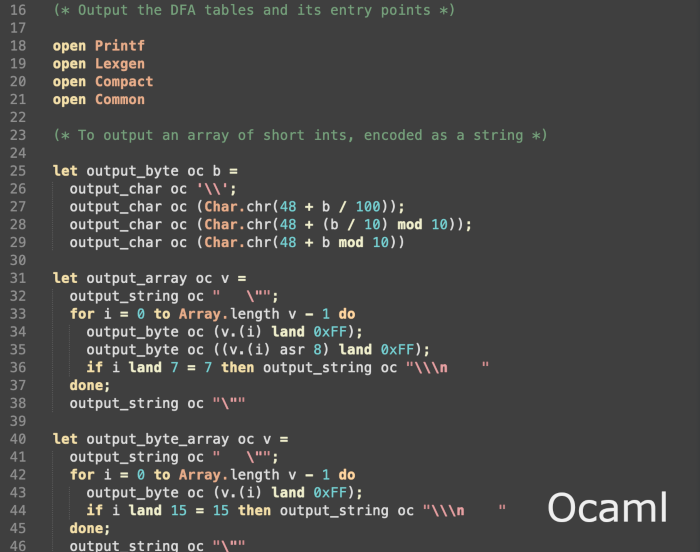 16 (* Output the DFA tables and its entry points *)
17
18 open Printf
19 open Lexgen
20 open Compact
21 open Common
22
23 (* To output an array of short ints, encoded as a string *)
24
25 let output_byte oc b =
26   output_char oc '\\';
27   output_char oc (Char.chr(48 + b / 100));
28   output_char oc (Char.chr(48 + (b / 10) mod 10));
29   output_char oc (Char.chr(48 + b mod 10))
30
31 let output_array oc v =
32   output_string oc "   \"";
33   for i = 0 to Array.length v - 1 do
34     output_byte oc (v.(i) land 0xFF);
35     output_byte oc ((v.(i) asr 8) land 0xFF);
36     if i land 7 = 7 then output_string oc "\\\n    "
37   done;
38   output_string oc "\""
39
40 let output_byte_array oc v =
41   output_string oc "   \"";
42   for i = 0 to Array.length v - 1 do
43     output_byte oc (v.(i) land 0xFF);
44     if i land 15 = 15 then output_string oc "\\\n    "
45   done;
46   output_string oc "\""
Ocaml